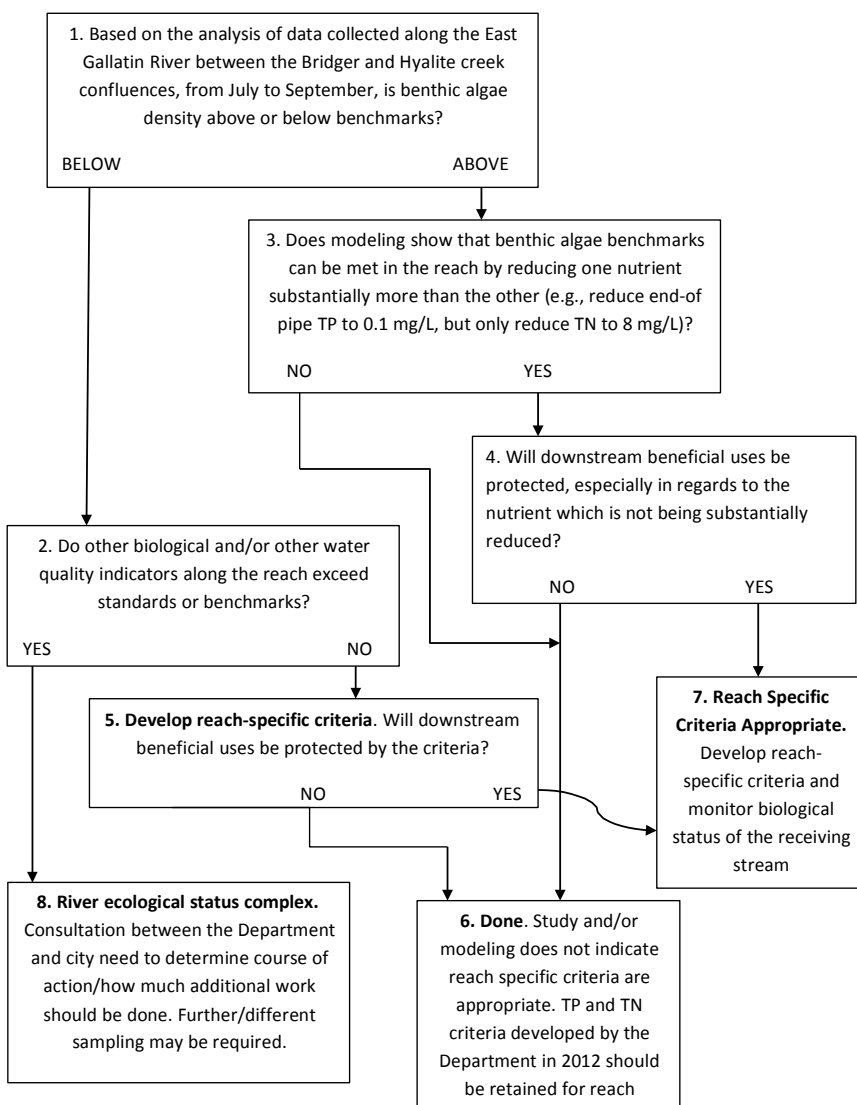 1. Based on the analysis of data collected along the East
Gallatin River between the Bridger and Hyalite creek
confluences, from July to September, is benthic algae
density above or below benchmarks?
BELOW ABOVE
3. Does modeling show that benthic algae benchmarks
can be met in the reach by reducing one nutrient
substantially more than the other (e.g., reduce end-of
pipe TP to 0.1 mg/L, but only reduce TN to 8 mg/L)?
NO YES
4. Will downstream beneficial uses be
protected, especially in regards to the
nutrient which is not being substantially
reduced?
NO YES
2. Do other biological and/or other water
quality indicators along the reach exceed
standards or benchmarks?
YES NO
5. Develop reach-specific criteria. Will downstream
beneficial uses be protected by the criteria?
NO YES
7. Reach Specific
Criteria Appropriate.
Develop reach-
specific criteria and
monitor biological
status of the receiving
stream
8. River ecological status complex.
Consultation between the Department
and city need to determine course of
action/how much additional work
should be done. Further/different
sampling may be required.
6. Done. Study and/or
modeling does not indicate
reach specific criteria are
appropriate. TP and TN
criteria developed by the
Department in 2012 should
be retained for reach